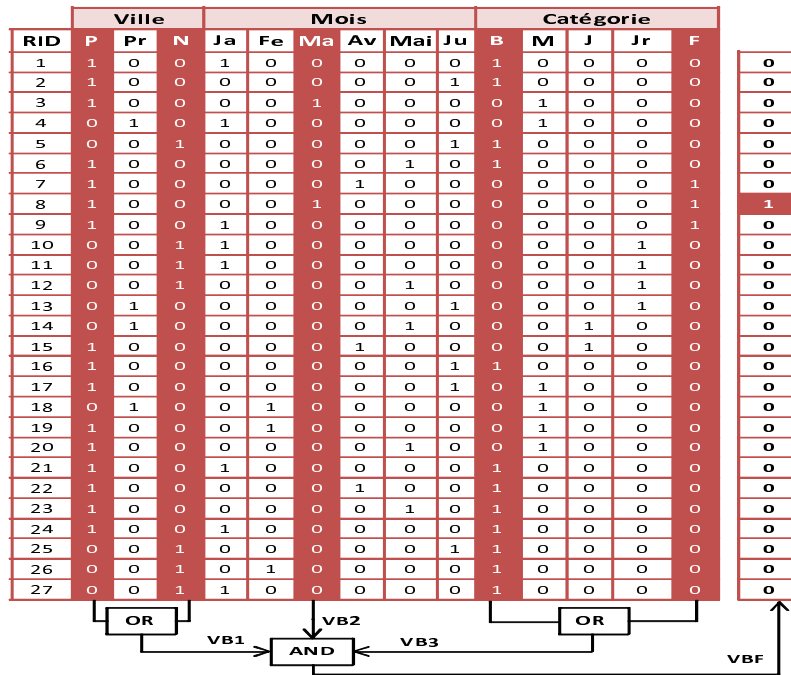 Ville Mois Catégorie
RID P Pr N Ja Fe Ma Av Mai Ju B M J Jr F
1 1 0 0 1 0 0 0 0 0 1 0 0 0 0 0
2 1 0 0 0 0 0 0 0 1 1 0 0 0 0 0
3 1 0 0 0 0 1 0 0 0 0 1 0 0 0 0
4 0 1 0 1 0 0 0 0 0 0 1 0 0 0 0
5 0 0 1 0 0 0 0 0 1 1 0 0 0 0 0
6 1 0 0 0 0 0 0 1 0 1 0 0 0 0 0
7 1 0 0 0 0 0 1 0 0 0 0 0 0 1 0
8 1 0 0 0 0 1 0 0 0 0 0 0 0 1 1
9 1 0 0 1 0 0 0 0 0 0 0 0 0 1 0
10 0 0 1 1 0 0 0 0 0 0 0 0 1 0 0
11 0 0 1 1 0 0 0 0 0 0 0 0 1 0 0
12 0 0 1 0 0 0 0 1 0 0 0 0 1 0 0
13 0 1 0 0 0 0 0 0 1 0 0 0 1 0 0
14 0 1 0 0 0 0 0 1 0 0 0 1 0 0 0
15 1 0 0 0 0 0 1 0 0 0 0 1 0 0 0
16 1 0 0 0 0 0 0 0 1 1 0 0 0 0 0
17 1 0 0 0 0 0 0 0 1 0 1 0 0 0 0
18 0 1 0 0 1 0 0 0 0 0 1 0 0 0 0
19 1 0 0 0 1 0 0 0 0 0 1 0 0 0 0
20 1 0 0 0 0 0 0 1 0 0 1 0 0 0 0
21 1 0 0 1 0 0 0 0 0 1 0 0 0 0 0
22 1 0 0 0 0 0 1 0 0 1 0 0 0 0 0
23 1 0 0 0 0 0 0 1 0 1 0 0 0 0 0
24 1 0 0 1 0 0 0 0 0 1 0 0 0 0 0
25 0 0 1 0 0 0 0 0 1 1 0 0 0 0 0
26 0 0 1 0 1 0 0 0 0 1 0 0 0 0 0
27 0 0 1 1 0 0 0 0 0 1 0 0 0 0 0
OR VB2 OR
VB1 VB3
AND VBF